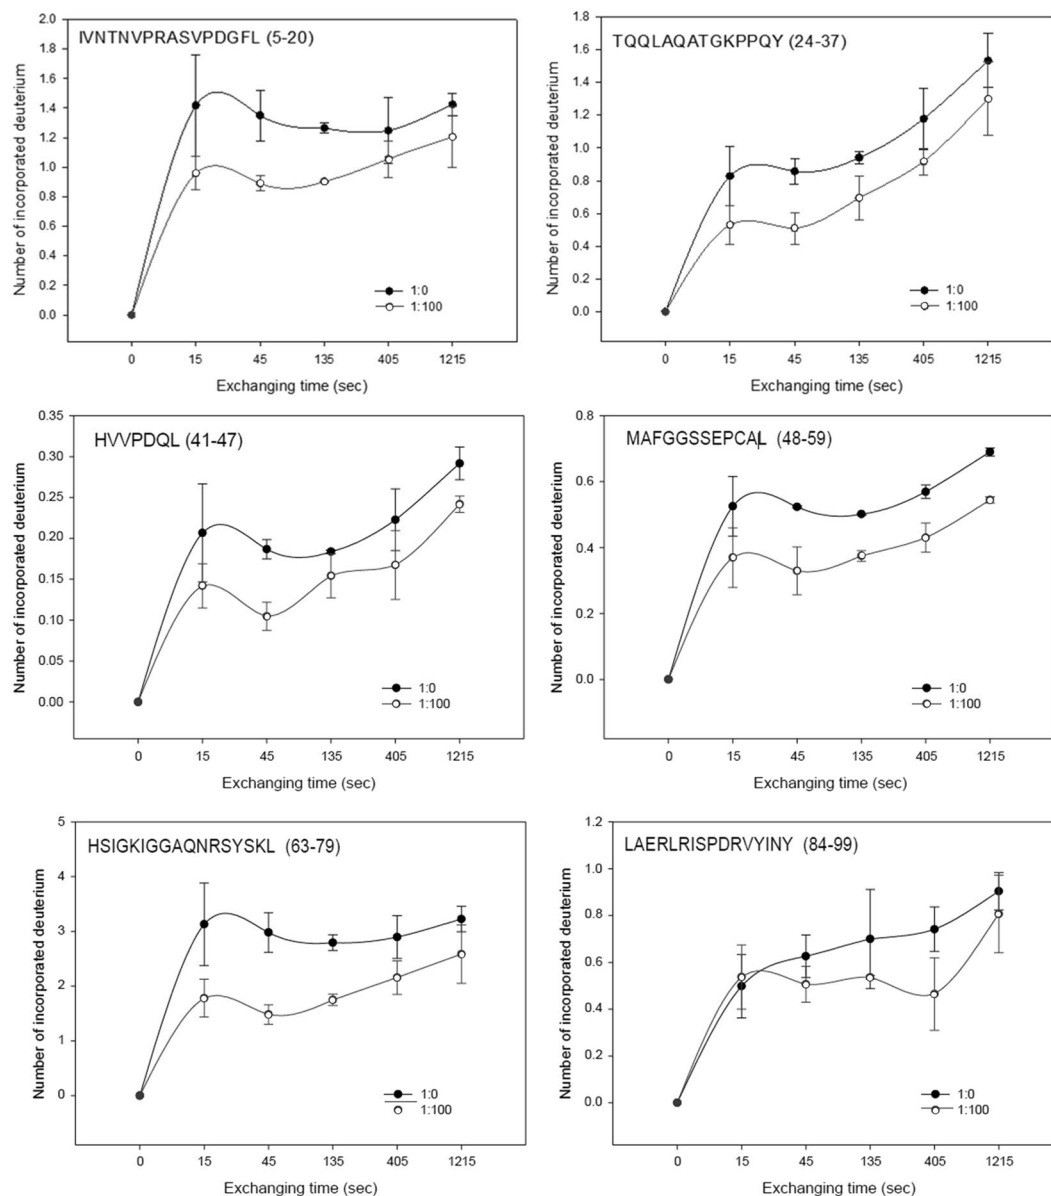 IVNTNVPRASVPDGFL (5-20)
Number of incorporated deuterium
2.0
1.8
1.6
1.4
1.2
1.0
0.8
0.6
0.4
0.2
0.0
1:0
1:100
0 15 45 135 405 1215
Exchanging time (sec)
TQQLAQATGKPPQY (24-37)
Number of incorporated deuterium
1.8
1.6
1.4
1.2
1.0
0.8
0.6
0.4
0.2
0.0
1:0
1:100
0 15 45 135 405 1215
Exchanging time (sec)
HVVPDQL (41-47)
Number of incorporated deuterium
0.35
0.30
0.25
0.20
0.15
0.10
0.05
0.00
1:0
1:100
0 15 45 135 405 1215
Exchanging time (sec)
MAFGGSSEPCAL (48-59)
Number of incorporated deuterium
0.8
0.6
0.4
0.2
0.0
1:0
1:100
0 15 45 135 405 1215
Exchanging time (sec)
HSIGKIGGAQNRSYSKL (63-79)
Number of incorporated deuterium
5
4
3
2
1
0
1:0
1:100
0 15 45 135 405 1215
Exchanging time (sec)
LAERLRISPDRVYINY (84-99)
Number of incorporated deuterium
1.2
1.0
0.8
0.6
0.4
0.2
0.0
1:0
1:100
0 15 45 135 405 1215
Exchanging time (sec)